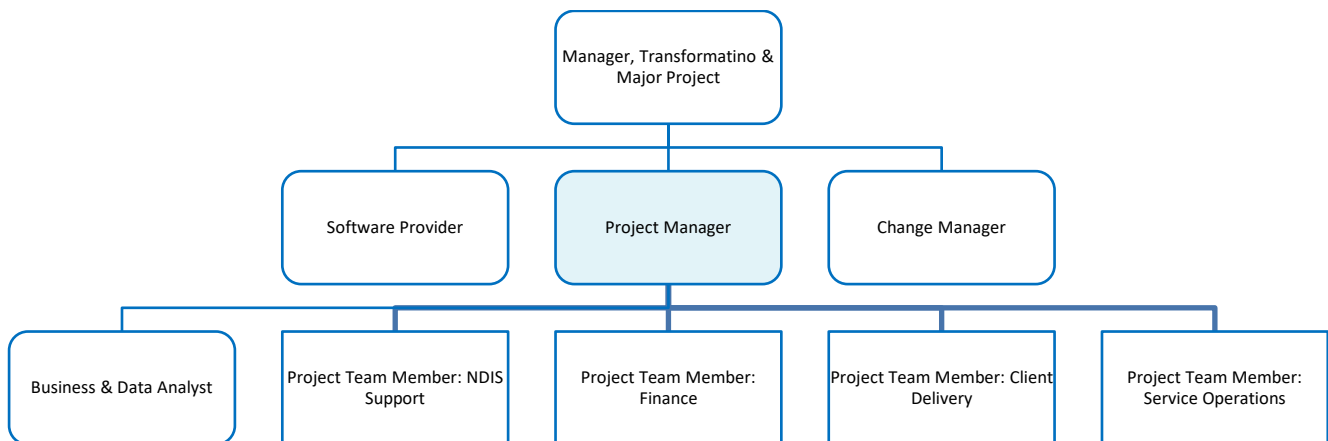 Manager, Transformatino &
Major Project
Software Provider
Project Manager
Change Manager
Business & Data Analyst
Project Team Member: NDIS
Support
Project Team Member:
Finance
Project Team Member: Client
Delivery
Project Team Member:
Service Operations